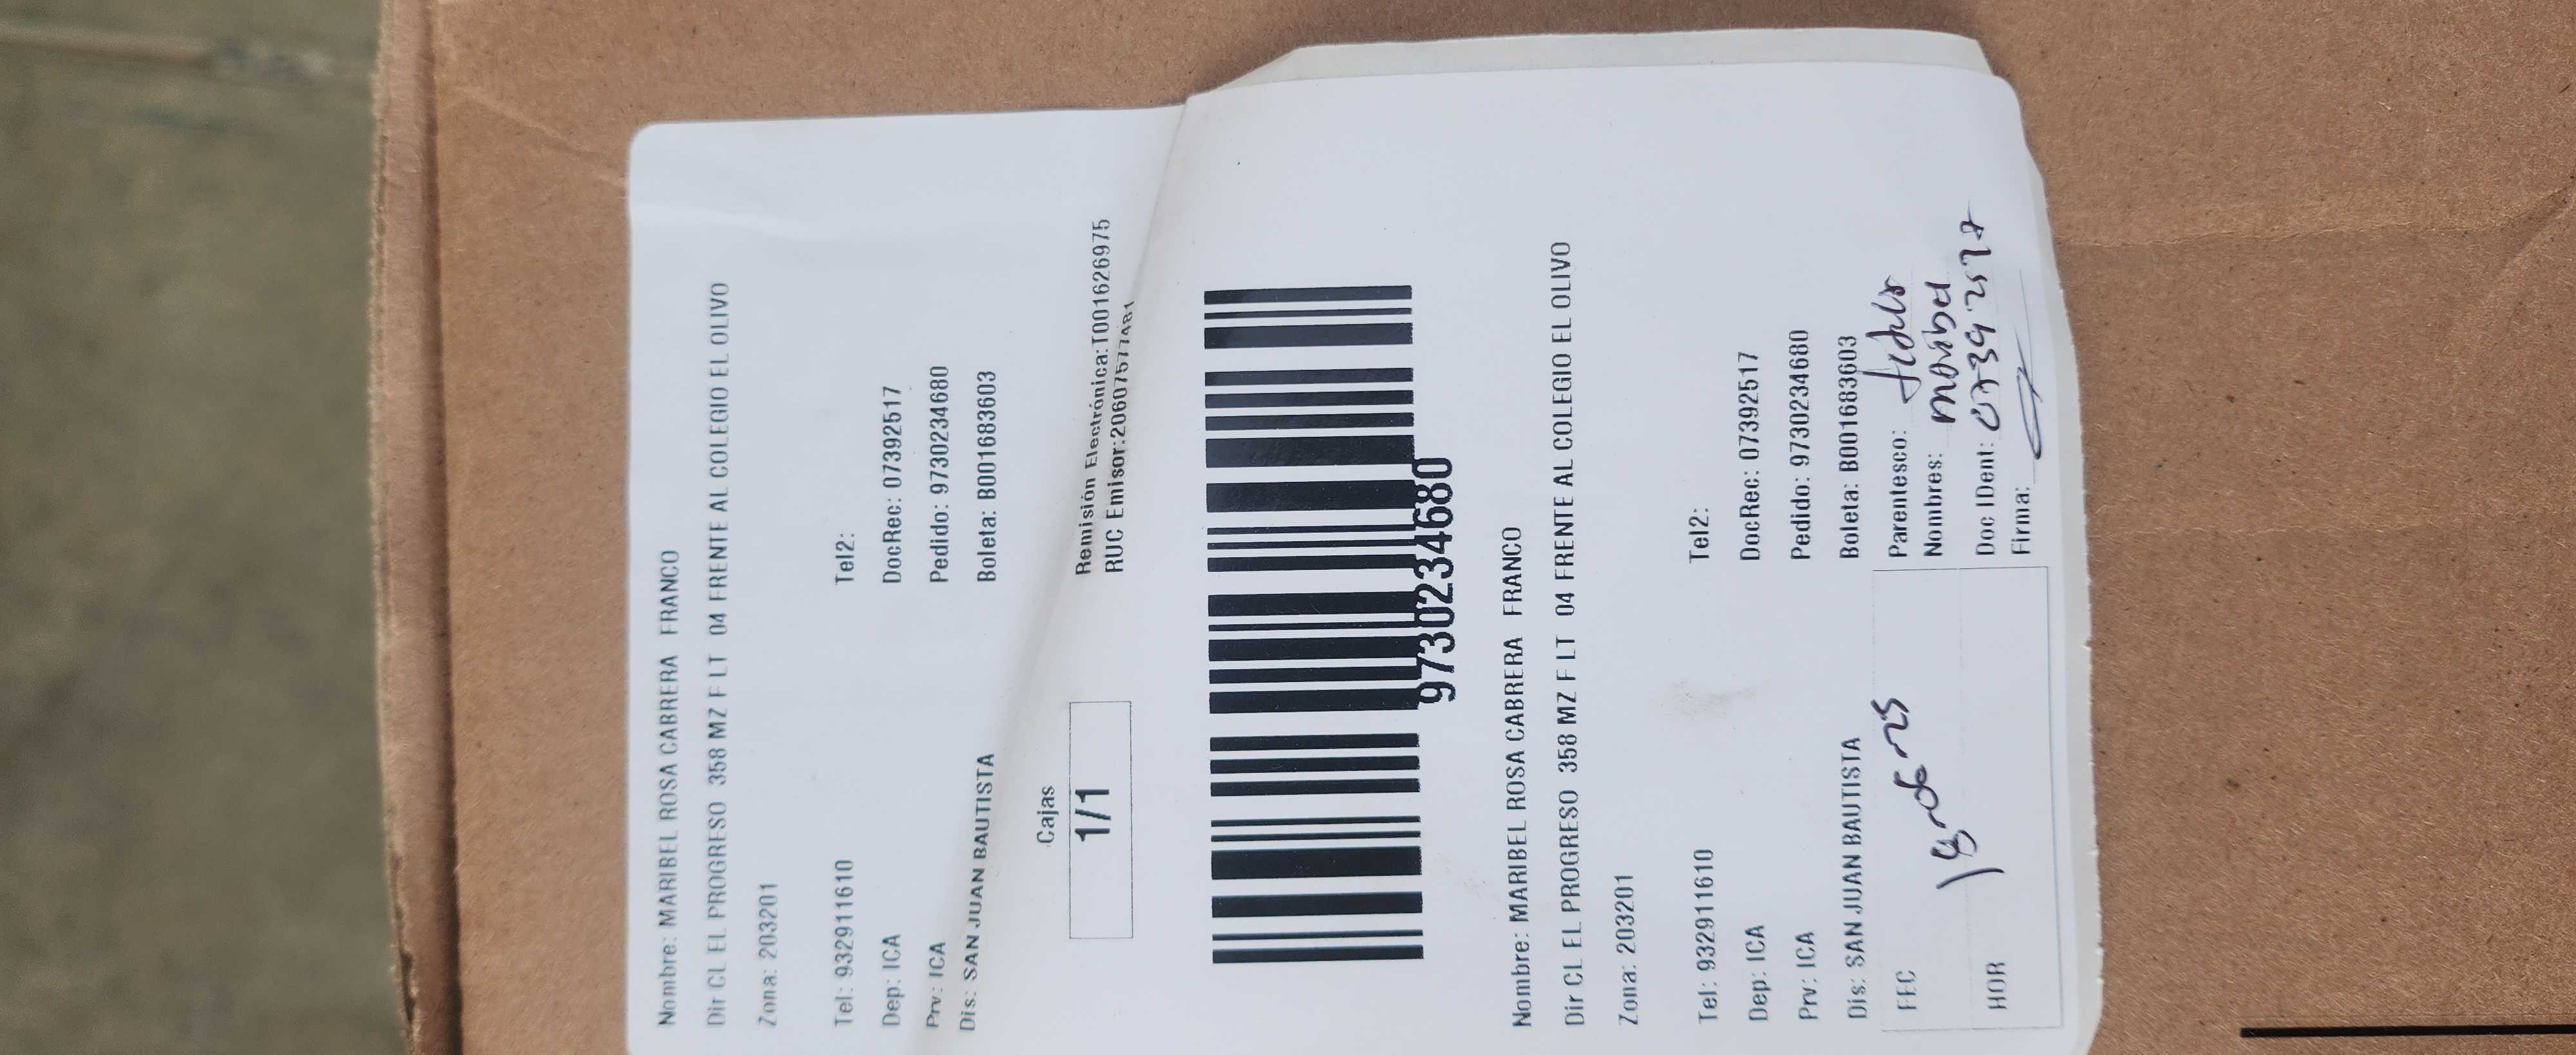 Nombre: MARIBEL ROSA CABRERA FRANCO
Dir CL EL PROGRESO 358 MZ F LT 04 FRENTE AL COLEGIO EL OLIVO
Zona: 203201
Tel: 932911610 Tel2:
Dep: ICA DocRec: 07392517
Prv: ICA Pedido: 9730234680
Dis: SAN JUAN BAUTISTA Boleta: B001683603
Cajas
1/1
Remisión Electrónica:T001626975
RUC Emisor:
9730234680
Nombre: MARIBEL ROSA CABRERA FRANCO
Dir CL EL PROGRESO 358 MZ F LT 04 FRENTE AL COLEGIO EL OLIVO
Zona: 203201
Tel: 932911610 Tel2:
Dep: ICA DocRec: 07392517
Prv: ICA Pedido: 9730234680
Dis: SAN JUAN BAUTISTA Boleta: B001683603
FEC
HOR
Parentesco:
Nombres:
Doc IDent:
Firma: